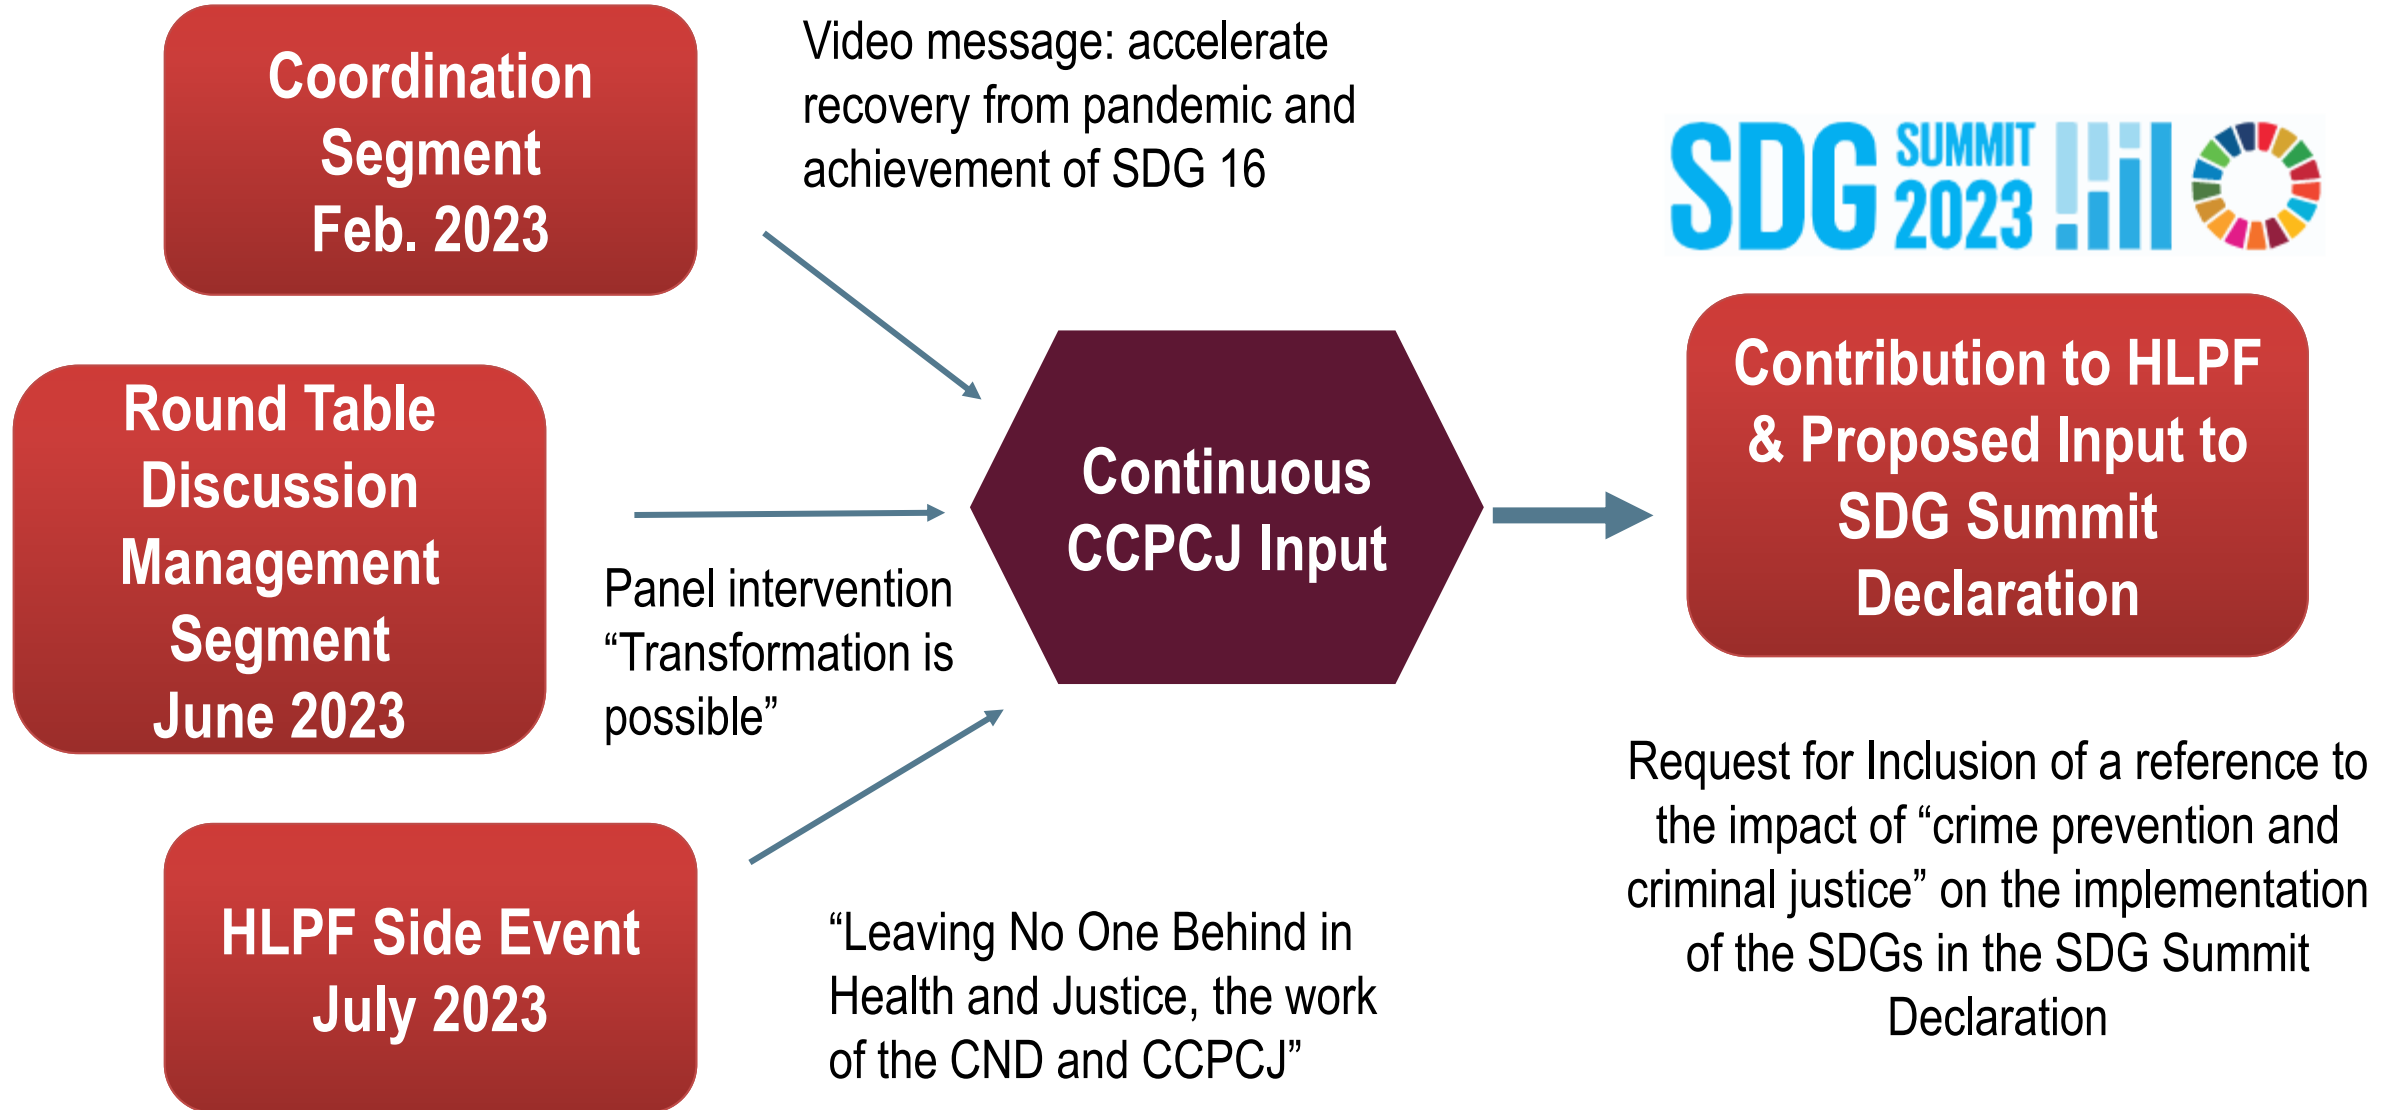 Coordination
Segment
Feb. 2023
Video message: accelerate
recovery from pandemic and
achievement of SDG 16
SDG SUMMIT
2023
Round Table
Discussion
Management
Segment
June 2023
Panel intervention
“Transformation is
possible”
Continuous
CCPCJ Input
Contribution to HLPF
& Proposed Input to
SDG Summit
Declaration
HLPF Side Event
July 2023
“Leaving No One Behind in
Health and Justice, the work
of the CND and CCPCJ”
Request for Inclusion of a reference to
the impact of “crime prevention and
criminal justice” on the implementation
of the SDGs in the SDG Summit
Declaration